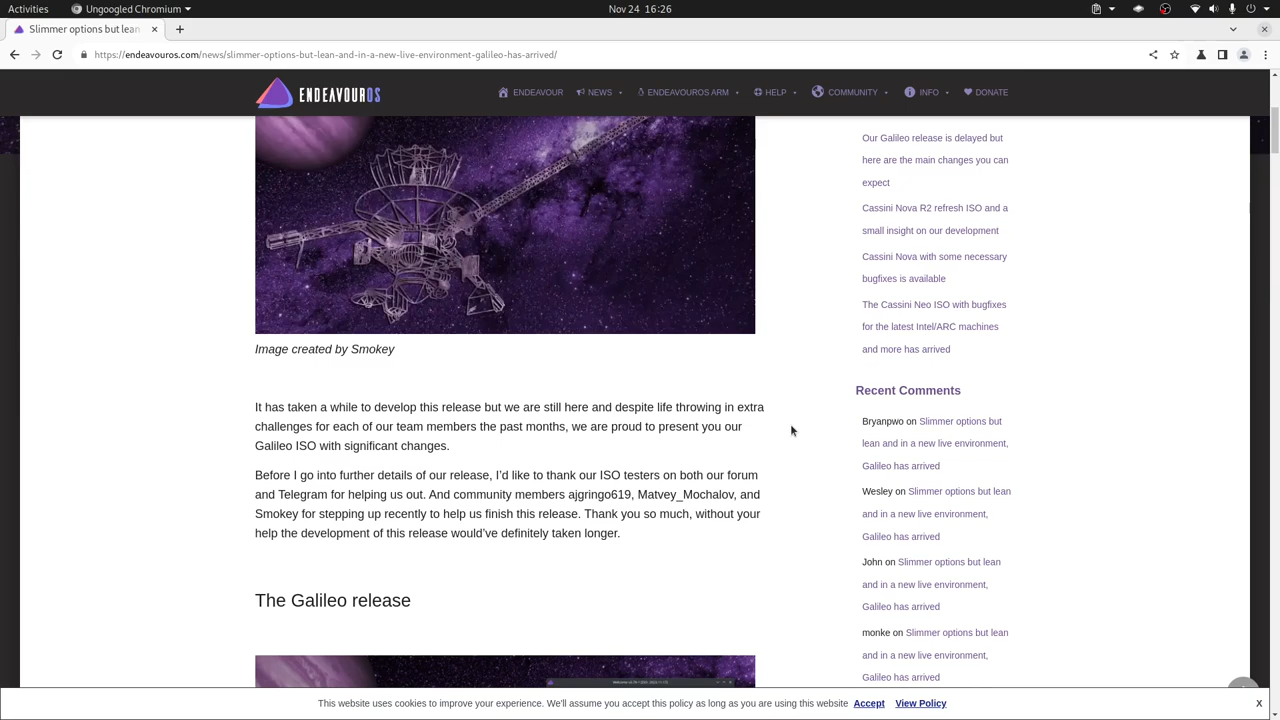 Activities
Ungoogled Chromium
Nov 24 16:26
Slimmer options but lean
https://endeavouros.com/news/slimmer-options-but-lean-and-in-a-new-live-environment-galileo-has-arrived/
ENDEAVOUROS
ENDEAVOUR
NEWS
ENDEAVOUROS ARM
HELP
COMMUNITY
INFO
DONATE
Image created by Smokey
It has taken a while to develop this release but we are still here and despite life throwing in extra
challenges for each of our team members the past months, we are proud to present you our
Galileo ISO with significant changes.
Before I go into further details of our release, I’d like to thank our ISO testers on both our forum
and Telegram for helping us out. And community members ajgringo619, Matvey_Mochalov, and
Smokey for stepping up recently to help us finish this release. Thank you so much, without your
help the development of this release would’ve definitely taken longer.
The Galileo release
Our Galileo release is delayed but
here are the main changes you can
expect
Cassini Nova R2 refresh ISO and a
small insight on our development
Cassini Nova with some necessary
bugfixes is available
The Cassini Neo ISO with bugfixes
for the latest Intel/ARC machines
and more has arrived
Recent Comments
Bryanpwo on Slimmer options but
lean and in a new live environment,
Galileo has arrived
Wesley on Slimmer options but lean
and in a new live environment,
Galileo has arrived
John on Slimmer options but lean
and in a new live environment,
Galileo has arrived
monke on Slimmer options but lean
and in a new live environment,
Galileo has arrived
This website uses cookies to improve your experience. We'll assume you accept this policy as long as you are using this website Accept View Policy
X